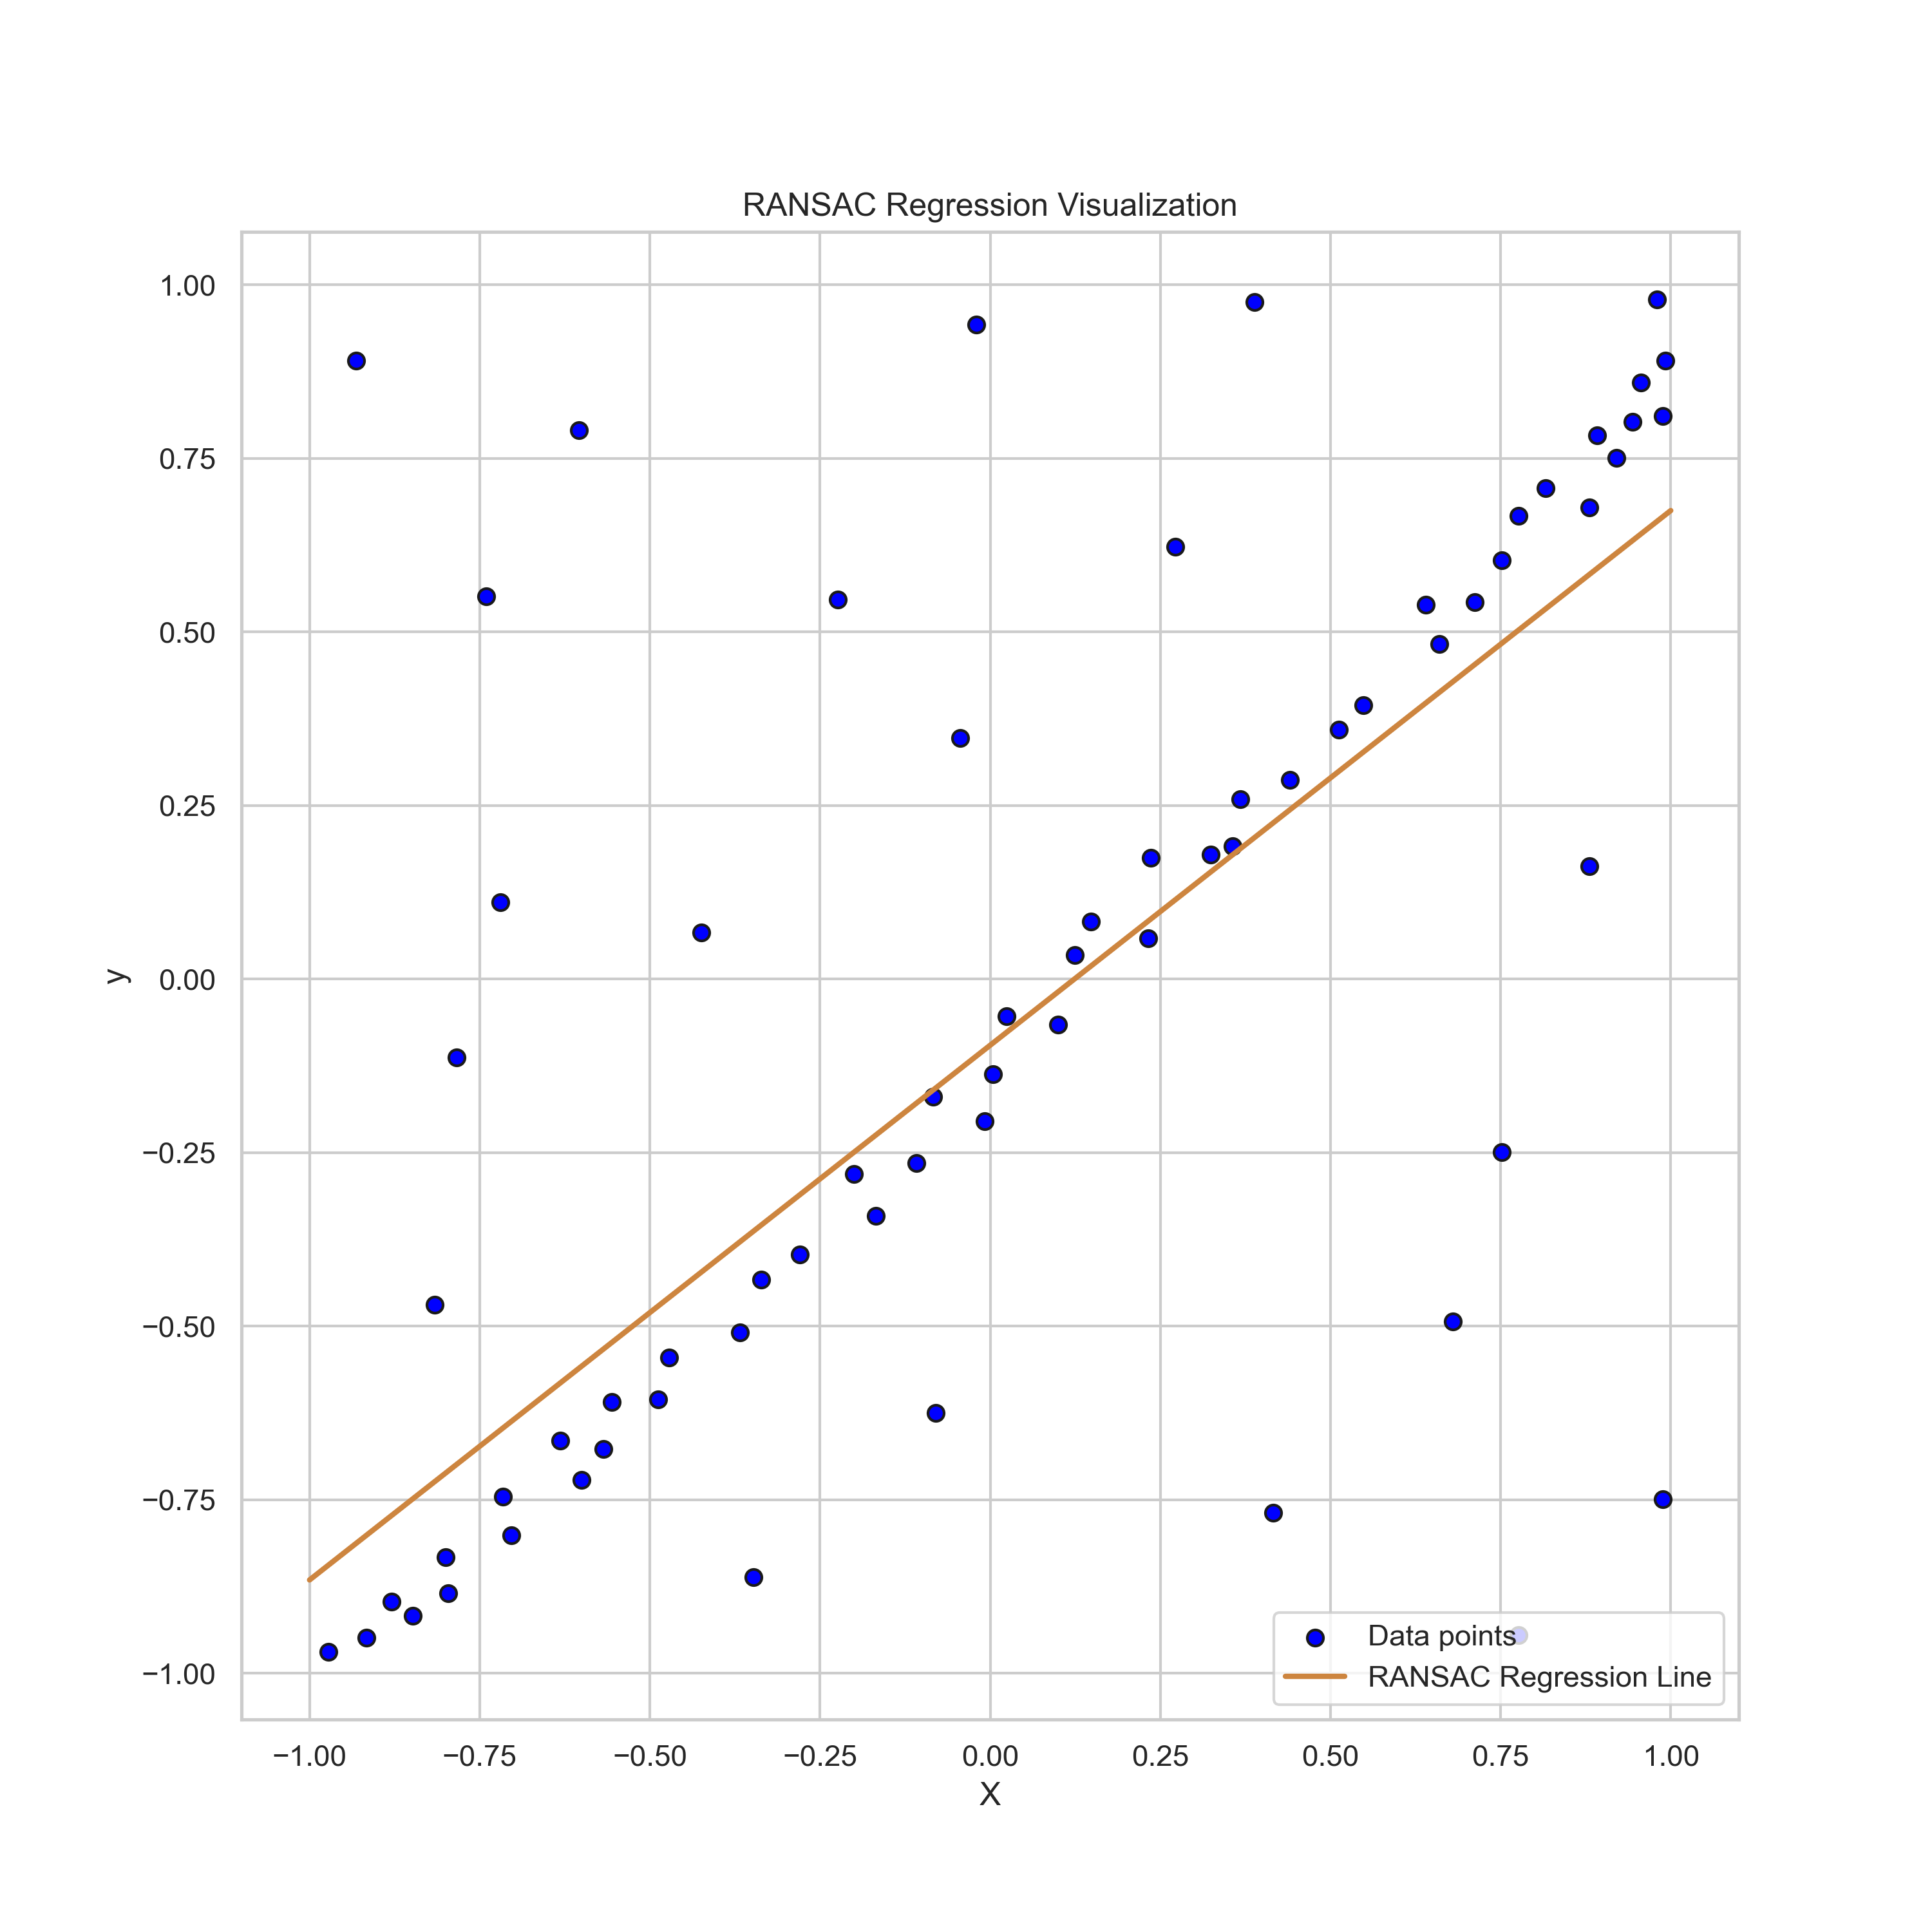 RANSAC Regression Visualization
1.00
0.75
0.50
0.25
0.00
−0.25
−0.50
−0.75
−1.00
y
Data points
RANSAC Regression Line
−1.00 −0.75 −0.50 −0.25 0.00 0.25 0.50 0.75 1.00
X